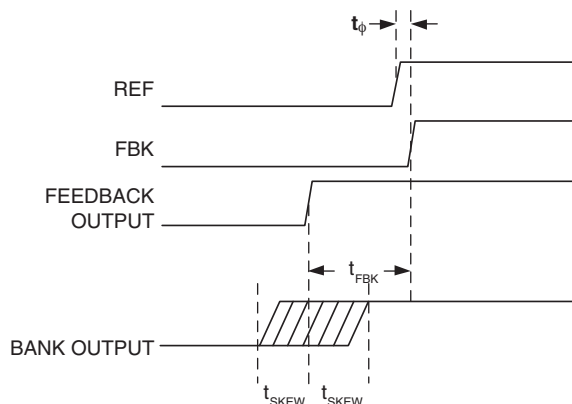 tϕ
REF
FBK
FEEDBACK
OUTPUT
tFBK
BANK OUTPUT
tSKEW tSKEW